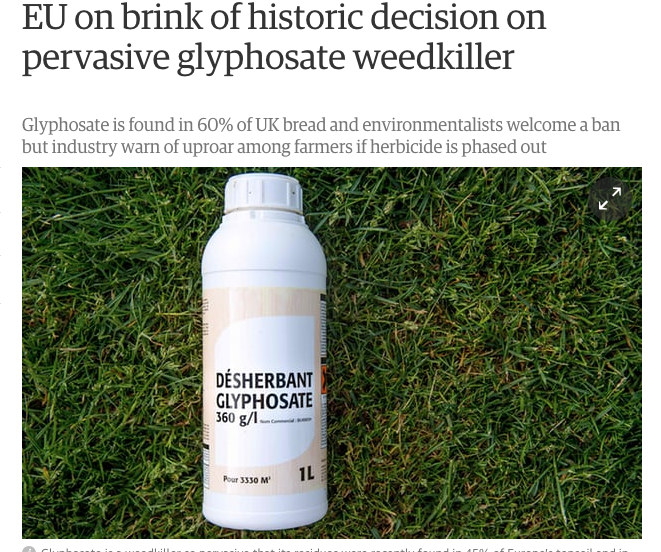 EU on brink of historic decision on
pervasive glyphosate weedkiller
Glyphosate is found in 60% of UK bread and environmentalists welcome a ban
but industry warn of uproar among farmers if herbicide is phased out
DÉSHERBANT
GLYPHOSATE
360 g/l
Pour 3330 M²
1L
Glyphosate is a weedkiller so pervasive that its residues were recently found in 45% of Europe's topsoil and in